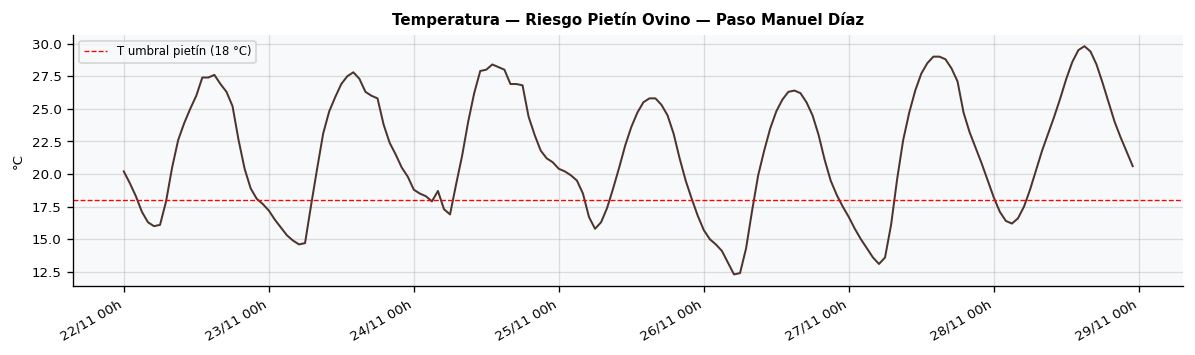 Temperatura — Riesgo Pietín Ovino — Paso Manuel Díaz
T umbral pietín (18 °C)
°C
30.0
27.5
25.0
22.5
20.0
17.5
15.0
12.5
22/11 00h
23/11 00h
24/11 00h
25/11 00h
26/11 00h
27/11 00h
28/11 00h
29/11 00h